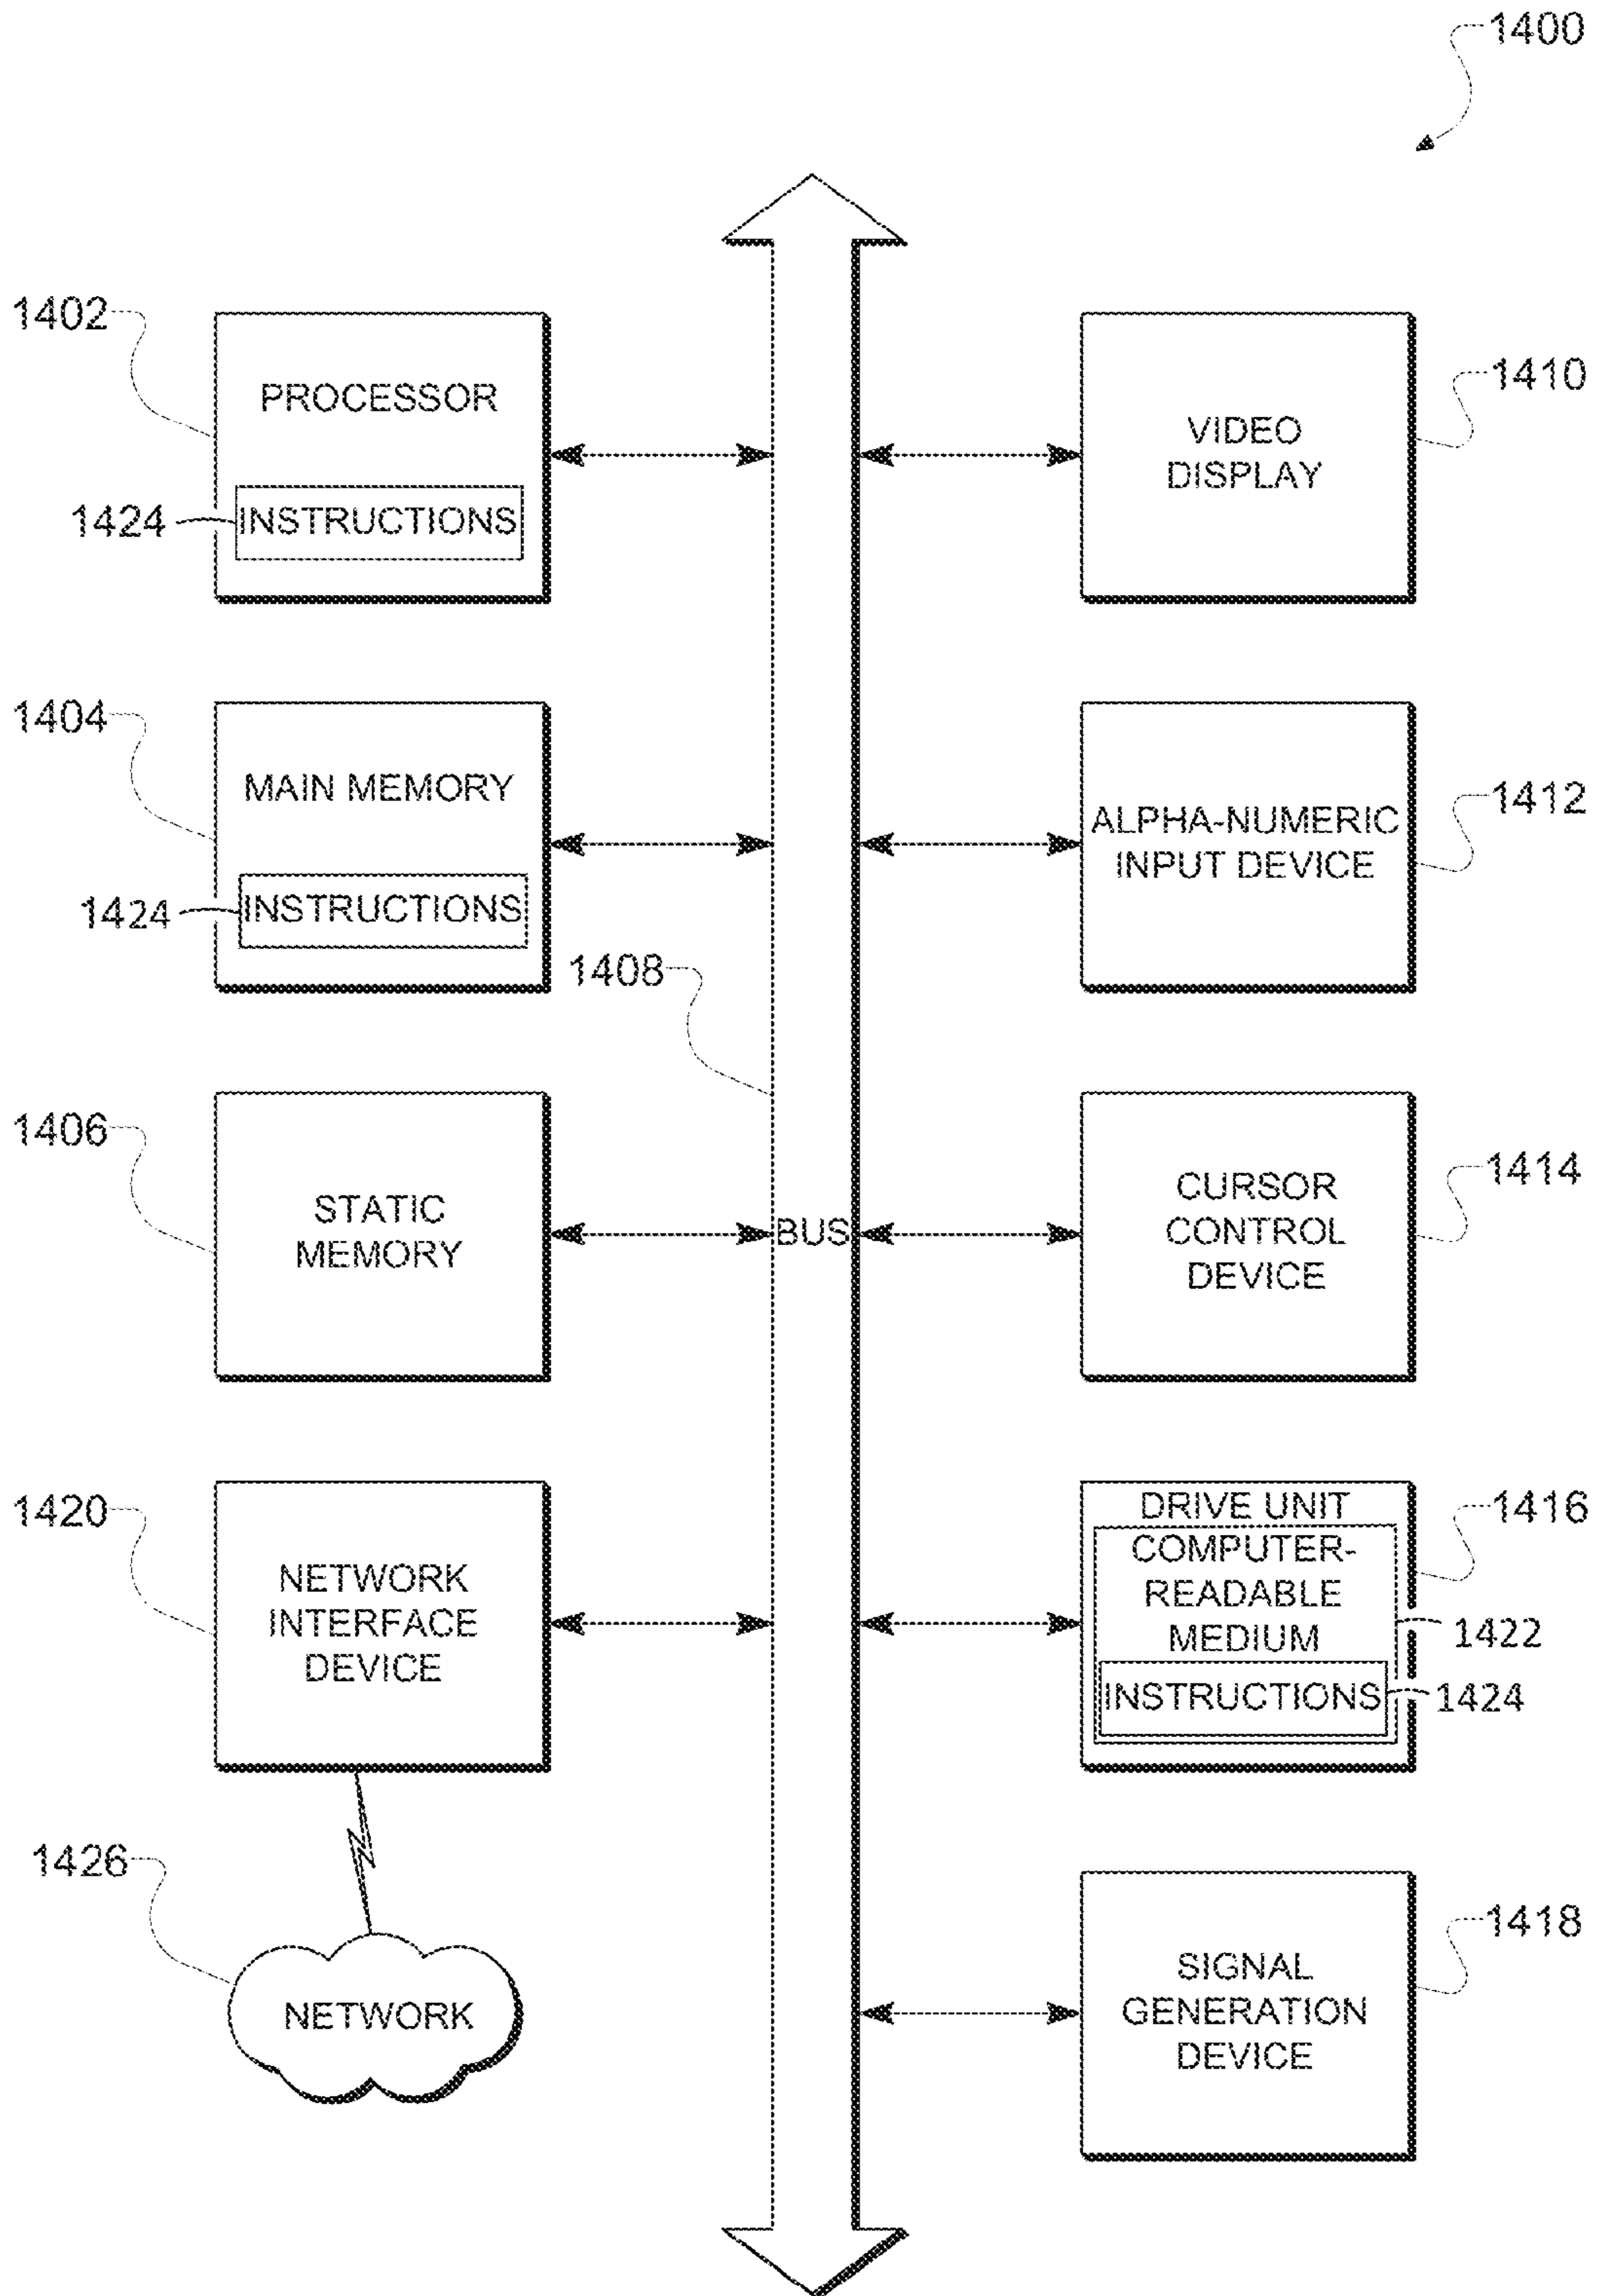 1400
1402
PROCESSOR
1424
INSTRUCTIONS
1410
VIDEO
DISPLAY
1404
MAIN MEMORY
1424
INSTRUCTIONS
1412
ALPHA-NUMERIC
INPUT DEVICE
1408
BUS
1406
STATIC
MEMORY
1414
CURSOR
CONTROL
DEVICE
1420
NETWORK
INTERFACE
DEVICE
1416
DRIVE UNIT
COMPUTER-
READABLE
MEDIUM
1422
INSTRUCTIONS
1424
1426
NETWORK
1418
SIGNAL
GENERATION
DEVICE